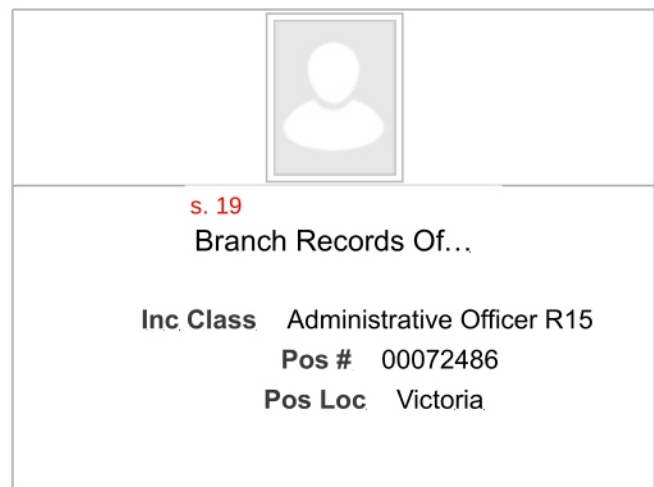 s. 19
Branch Records Of...
Inc Class Administrative Officer R15
Pos # 00072486
Pos Loc Victoria